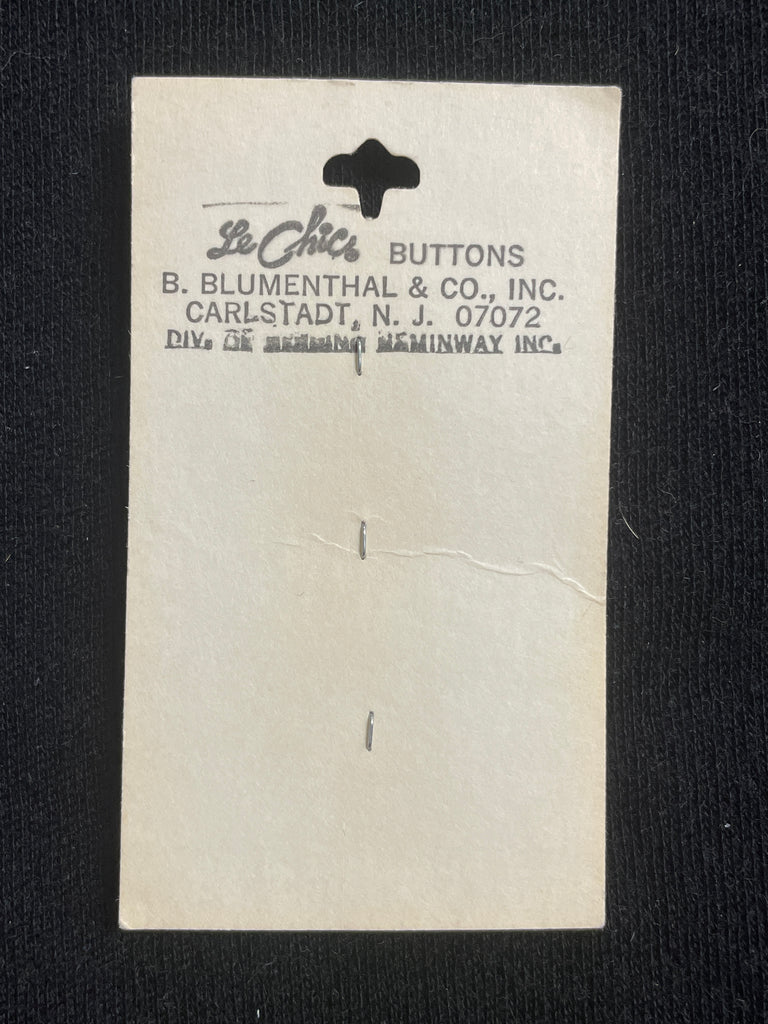 Le Chic® BUTTONS
B. BLUMENTHAL & CO., INC.
CARLSTADT, N. J. 07072
DIV. OF HEMINWAY INC.